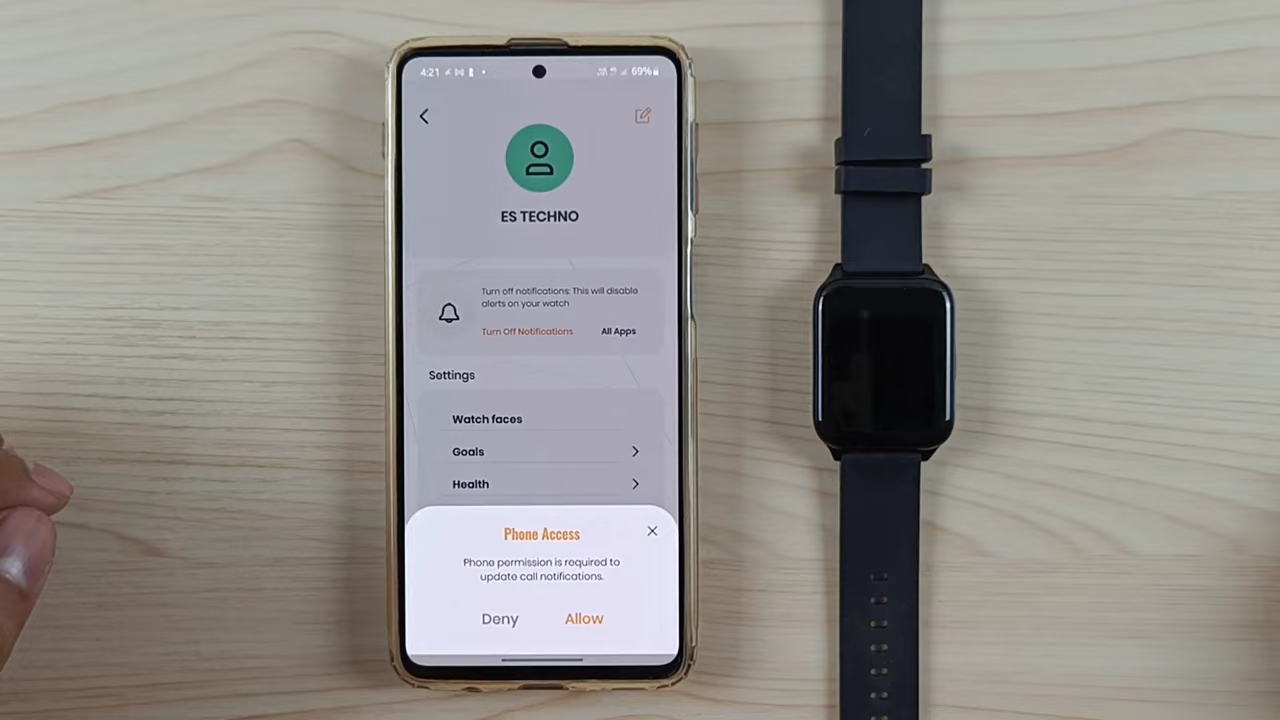 4:21
69%
ES TECHNO
Turn off notifications: This will disable
alerts on your watch
Turn Off Notifications All Apps
Settings
Watch faces
Goals
Health
Phone Access
Phone permission is required to
update call notifications.
Deny Allow